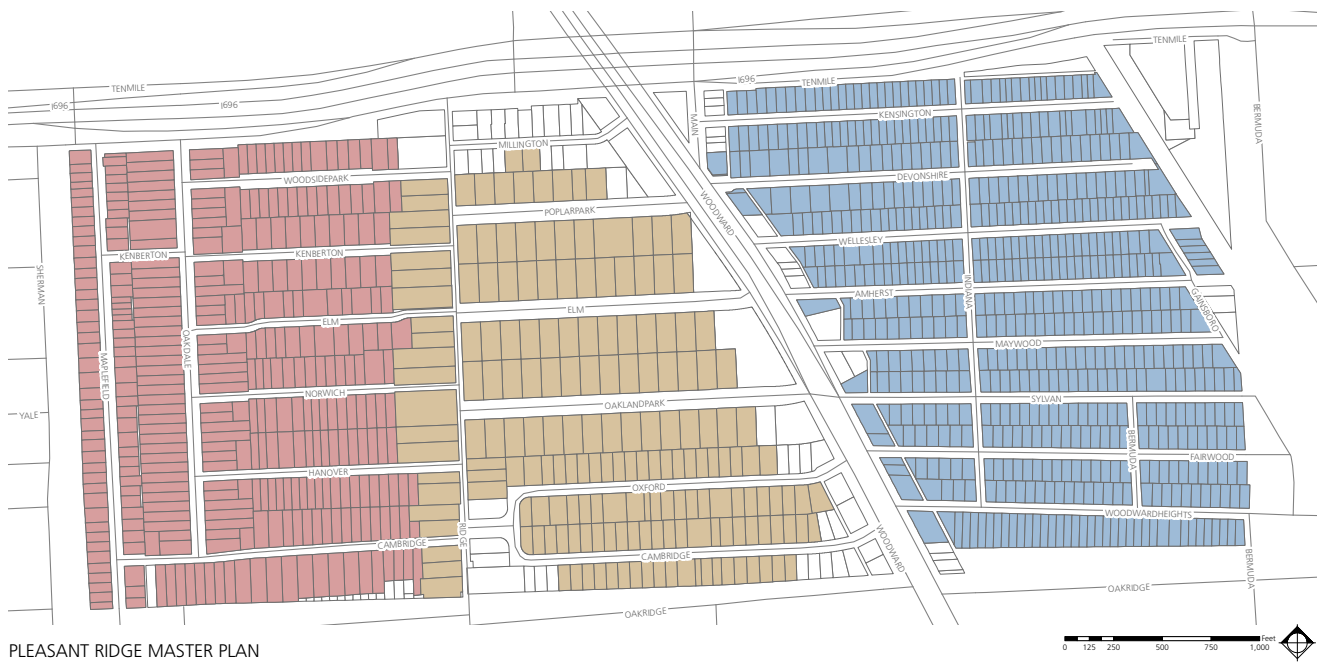 TENMILE
I696
I696
I696
TENMILE
TENMILE
BERMUDA
MAIN
KENSINGTON
MILLINGTON
WOODSIDEPARK
DEVONSHIRE
POPLARPARK
WOODWARD
KENBERTON
KENBERTON
WELLESLEY
SHERMAN
INDIANA
AMHERST
GAINSBORO
ELM
ELM
OAKDALE
MAPLEFIELD
MAYWOOD
NORWICH
OAKLANDPARK
SYLVAN
YALE
BERMUDA
FAIRWOOD
HANOVER
OXFORD
WOODWARDHEIGHTS
RIDGE
CAMBRIDGE
CAMBRIDGE
WOODWARD
BERMUDA
OAKRIDGE
OAKRIDGE
PLEASANT RIDGE MASTER PLAN
Feet
0 125 250 500 750 1,000